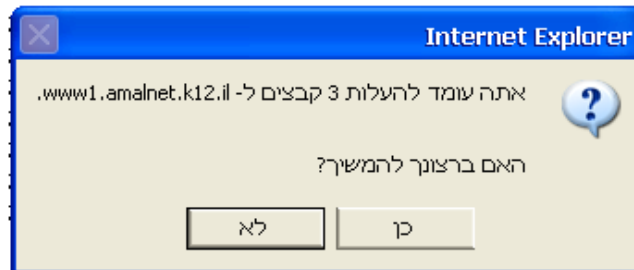 Internet Explorer
אתה עומד להעלות 3 קבצים ל- www1.amalnet.k12.il.
האם ברצונך להמשיך?
כן
לא